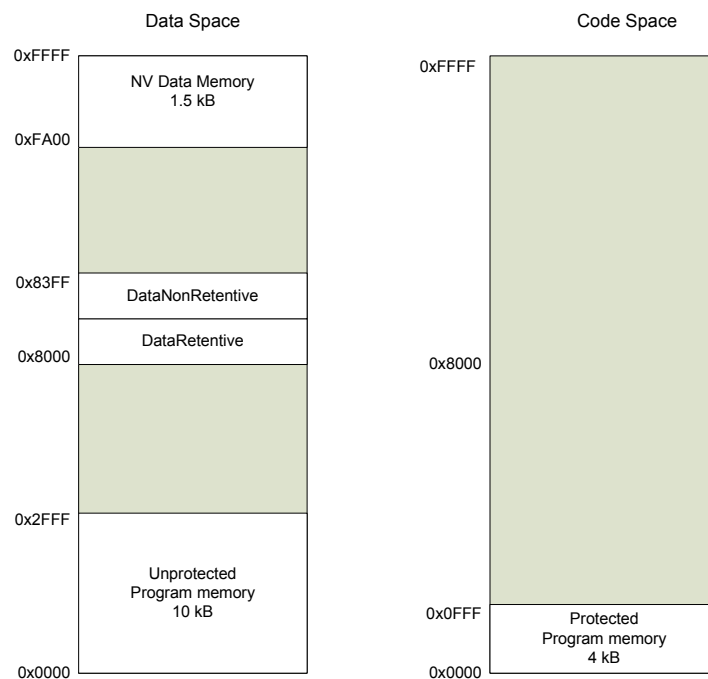 Data Space
0xFFFF
NV Data Memory
1.5 kB
0xFA00
0x83FF
DataNonRetentive
DataRetentive
0x8000
0x2FFF
Unprotected
Program memory
10 kB
0x0000
Code Space
0xFFFF
0x8000
0x0FFF
Protected
Program memory
4 kB
0x0000